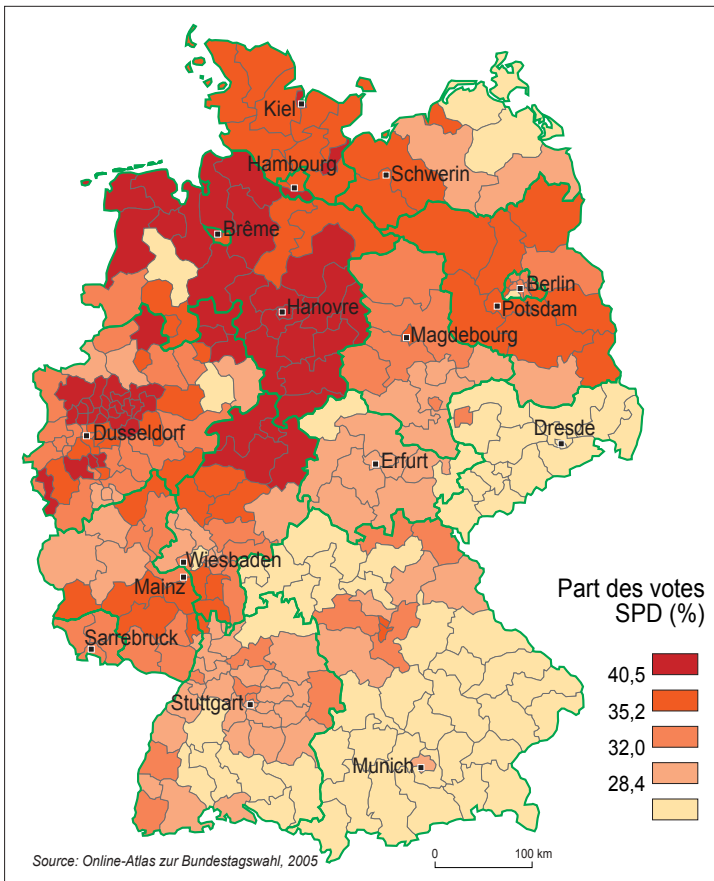 Kiel
Hambourg
Schwerin
Brême
Berlin
Potsdam
Hanovre
Magdebourg
Dusseldorf
Dresde
Erfurt
Wiesbaden
Mainz
Sarrebruck
Stuttgart
Munich
Part des votes
SPD (%)
40,5
35,2
32,0
28,4
Source: Online-Atlas zur Bundestagswahl, 2005
0 100 km